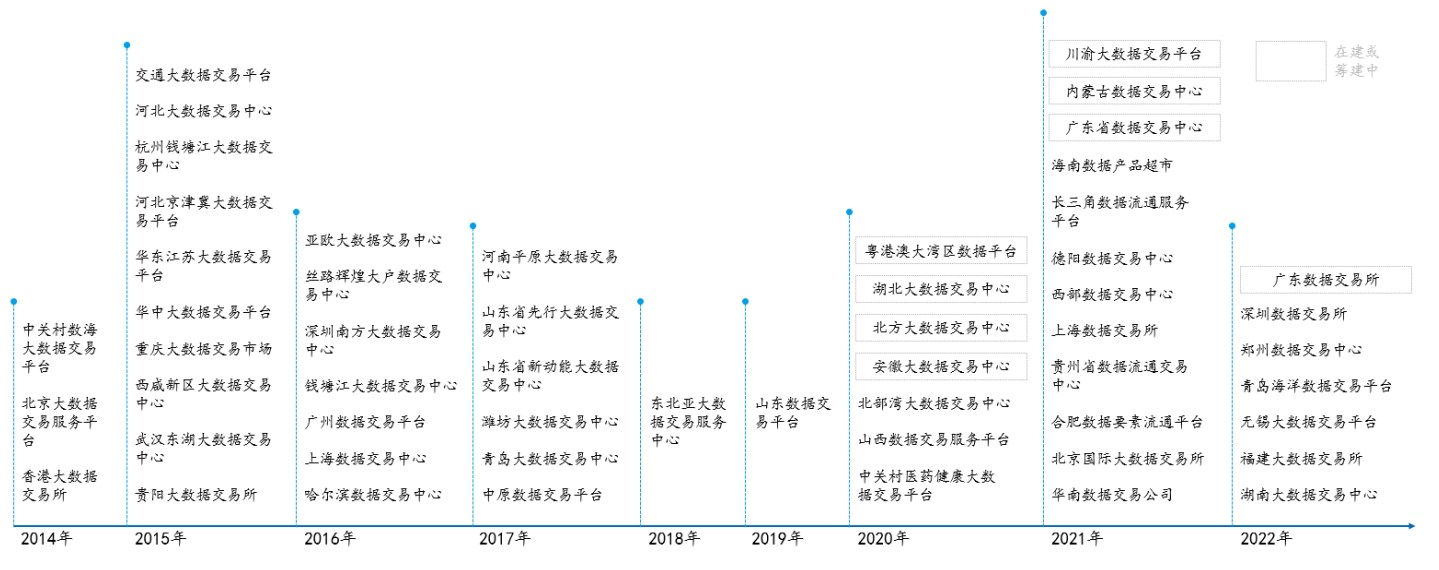 中关村数海
大数据交易
平台
北京大数据
交易服务平
台
香港大数据
交易所
2014年
交通大数据交易平台
河北大数据交易中心
杭州钱塘江大数据交
易中心
河北京津冀大数据交
易平台
华东江苏大数据交易
平台
华中大数据交易平台
重庆大数据交易市场
西咸新区大数据交易
中心
武汉东湖大数据交易
中心
贵阳大数据交易所
2015年
亚欧大数据交易中心
丝路辉煌大户数据交
易中心
深圳南方大数据交易
中心
钱塘江大数据交易中心
广州数据交易平台
上海数据交易中心
哈尔滨数据交易中心
2016年
河南平原大数据交易
中心
山东省先行大数据交
易中心
山东省新动能大数据
交易中心
潍坊大数据交易中心
青岛大数据交易中心
中原数据交易平台
2017年
东北亚大数
据交易服务
中心
2018年
山东数据交
易平台
2019年
粤港澳大湾区数据平台
湖北大数据交易中心
北方大数据交易中心
安徽大数据交易中心
北部湾大数据交易中心
山西数据交易服务平台
中关村医药健康大数
据交易平台
2020年
川渝大数据交易平台
内蒙古数据交易中心
广东省数据交易中心
海南数据产品超市
长三角数据流通服务
平台
德阳数据交易中心
西部数据交易中心
上海数据交易所
贵州省数据流通交易
中心
合肥数据要素流通平台
北京国际大数据交易所
华南数据交易公司
2021年
在建或
筹建中
广东数据交易所
深圳数据交易所
郑州数据交易中心
青岛海洋数据交易平台
无锡大数据交易平台
福建大数据交易所
湖南大数据交易中心
2022年